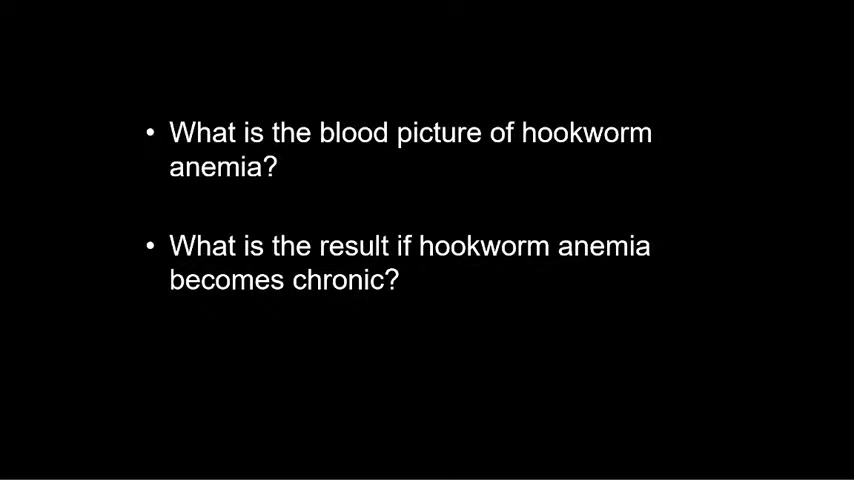 • What is the blood picture of hookworm
anemia?
• What is the result if hookworm anemia
becomes chronic?